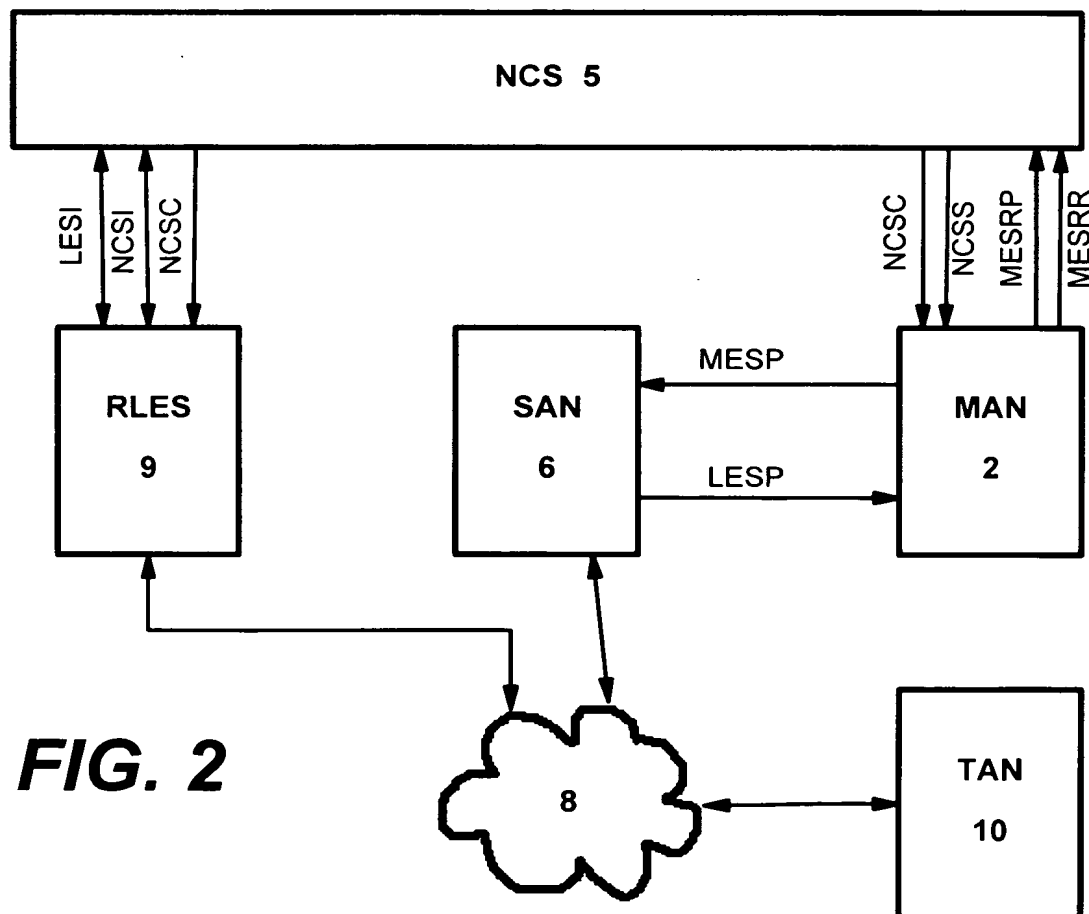 NCS 5
LESI
NCSI
NCSC
NCSC
NCSS
MESRP
MESRR
RLES
9
SAN
6
MESP
LESP
MAN
2
8
TAN
10
FIG. 2